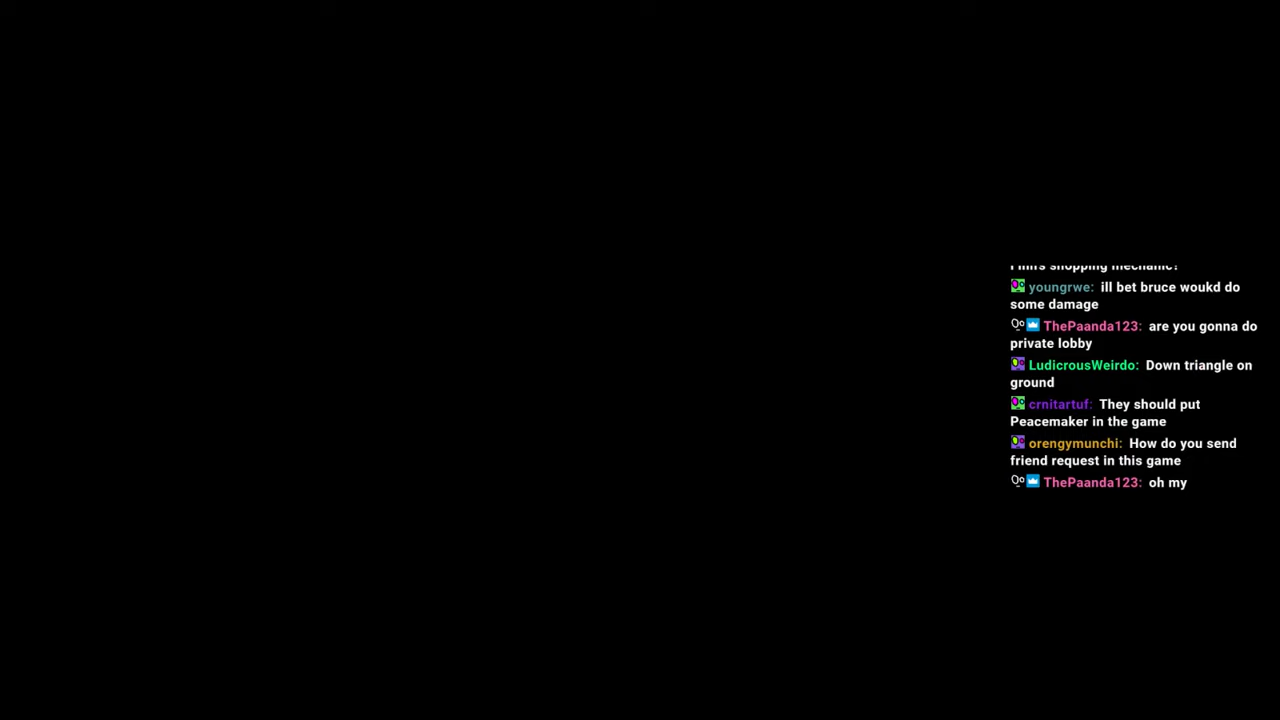 shopping mechanic?
youngrwe: ill bet bruce woukd do
some damage
ThePaanda123: are you gonna do
private lobby
LudicrousWeirdo: Down triangle on
ground
crnitartuf: They should put
Peacemaker in the game
orengymunchi: How do you send
friend request in this game
ThePaanda123: oh my